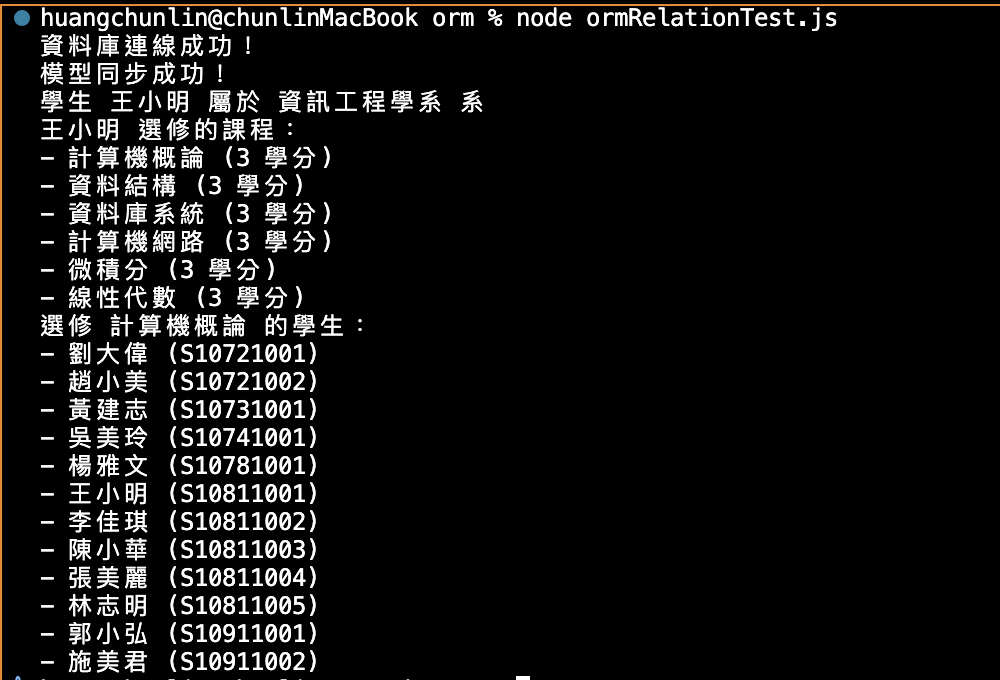 huangchunlin@chunlinMacBook orm % node ormRelationTest.js
資料庫連線成功！
模型同步成功！
學生 王小明 屬於 資訊工程學系 系
王小明 選修的課程：
- 計算機概論 (3 學分)
- 資料結構 (3 學分)
- 資料庫系統 (3 學分)
- 計算機網路 (3 學分)
- 微積分 (3 學分)
- 線性代數 (3 學分)
選修 計算機概論 的學生：
- 劉大偉 (S10721001)
- 趙小美 (S10721002)
- 黃建志 (S10731001)
- 吳美玲 (S10741001)
- 楊雅文 (S10781001)
- 王小明 (S10811001)
- 李佳琪 (S10811002)
- 陳小華 (S10811003)
- 張美麗 (S10811004)
- 林志明 (S10811005)
- 郭小弘 (S10911001)
- 施美君 (S10911002)